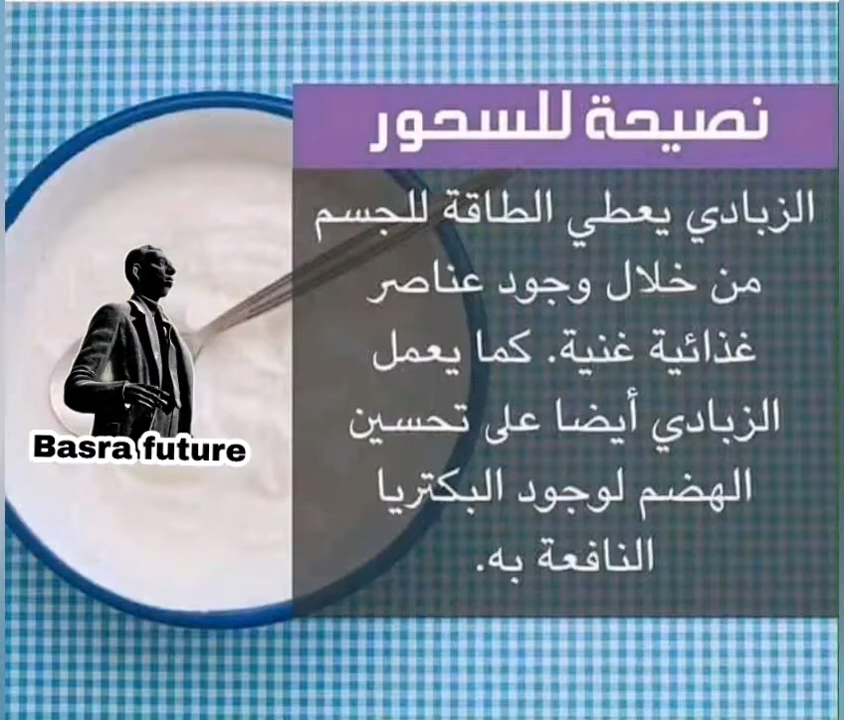 نصيحة للسحور
الزبادي يعطي الطاقة للجسم
من خلال وجود عناصر
غذائية غنية. كما يعمل
الزبادي أيضا على تحسين
الهضم لوجود البكتريا
النافعة به.
Basra future